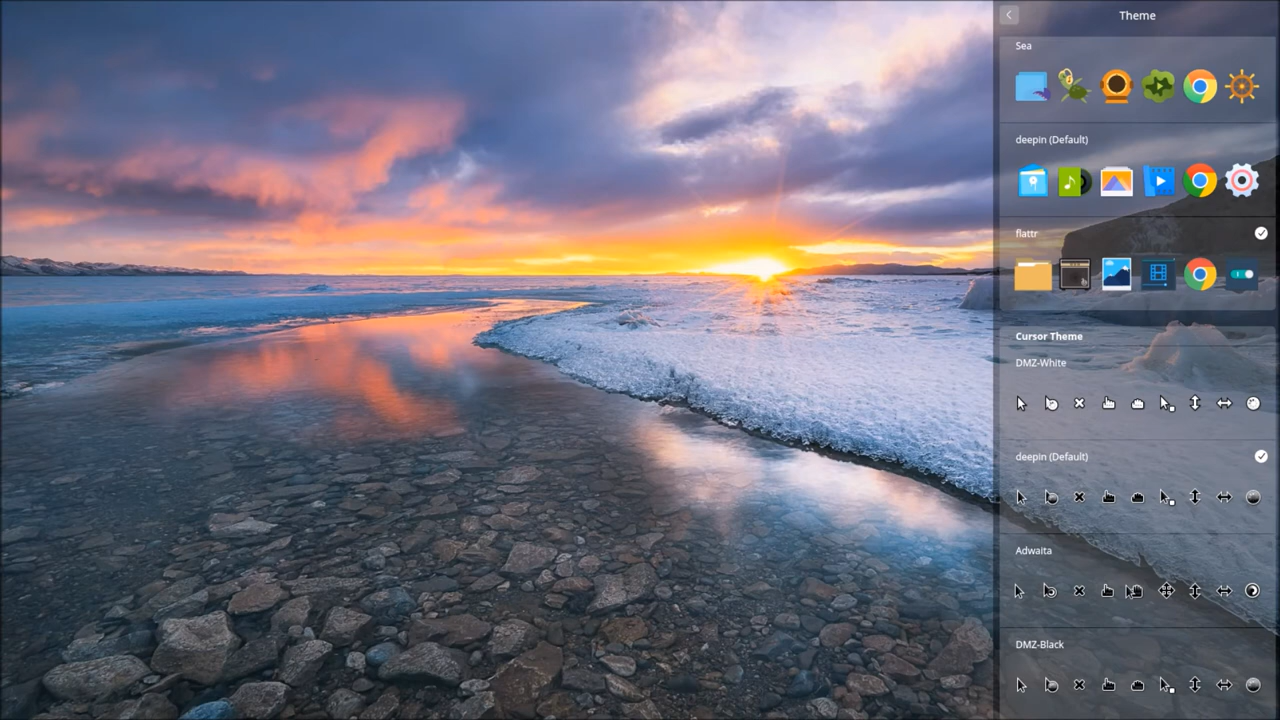 Theme
Sea
deepin (Default)
flattr
Cursor Theme
DMZ-White
deepin (Default)
Adwaita
DMZ-Black